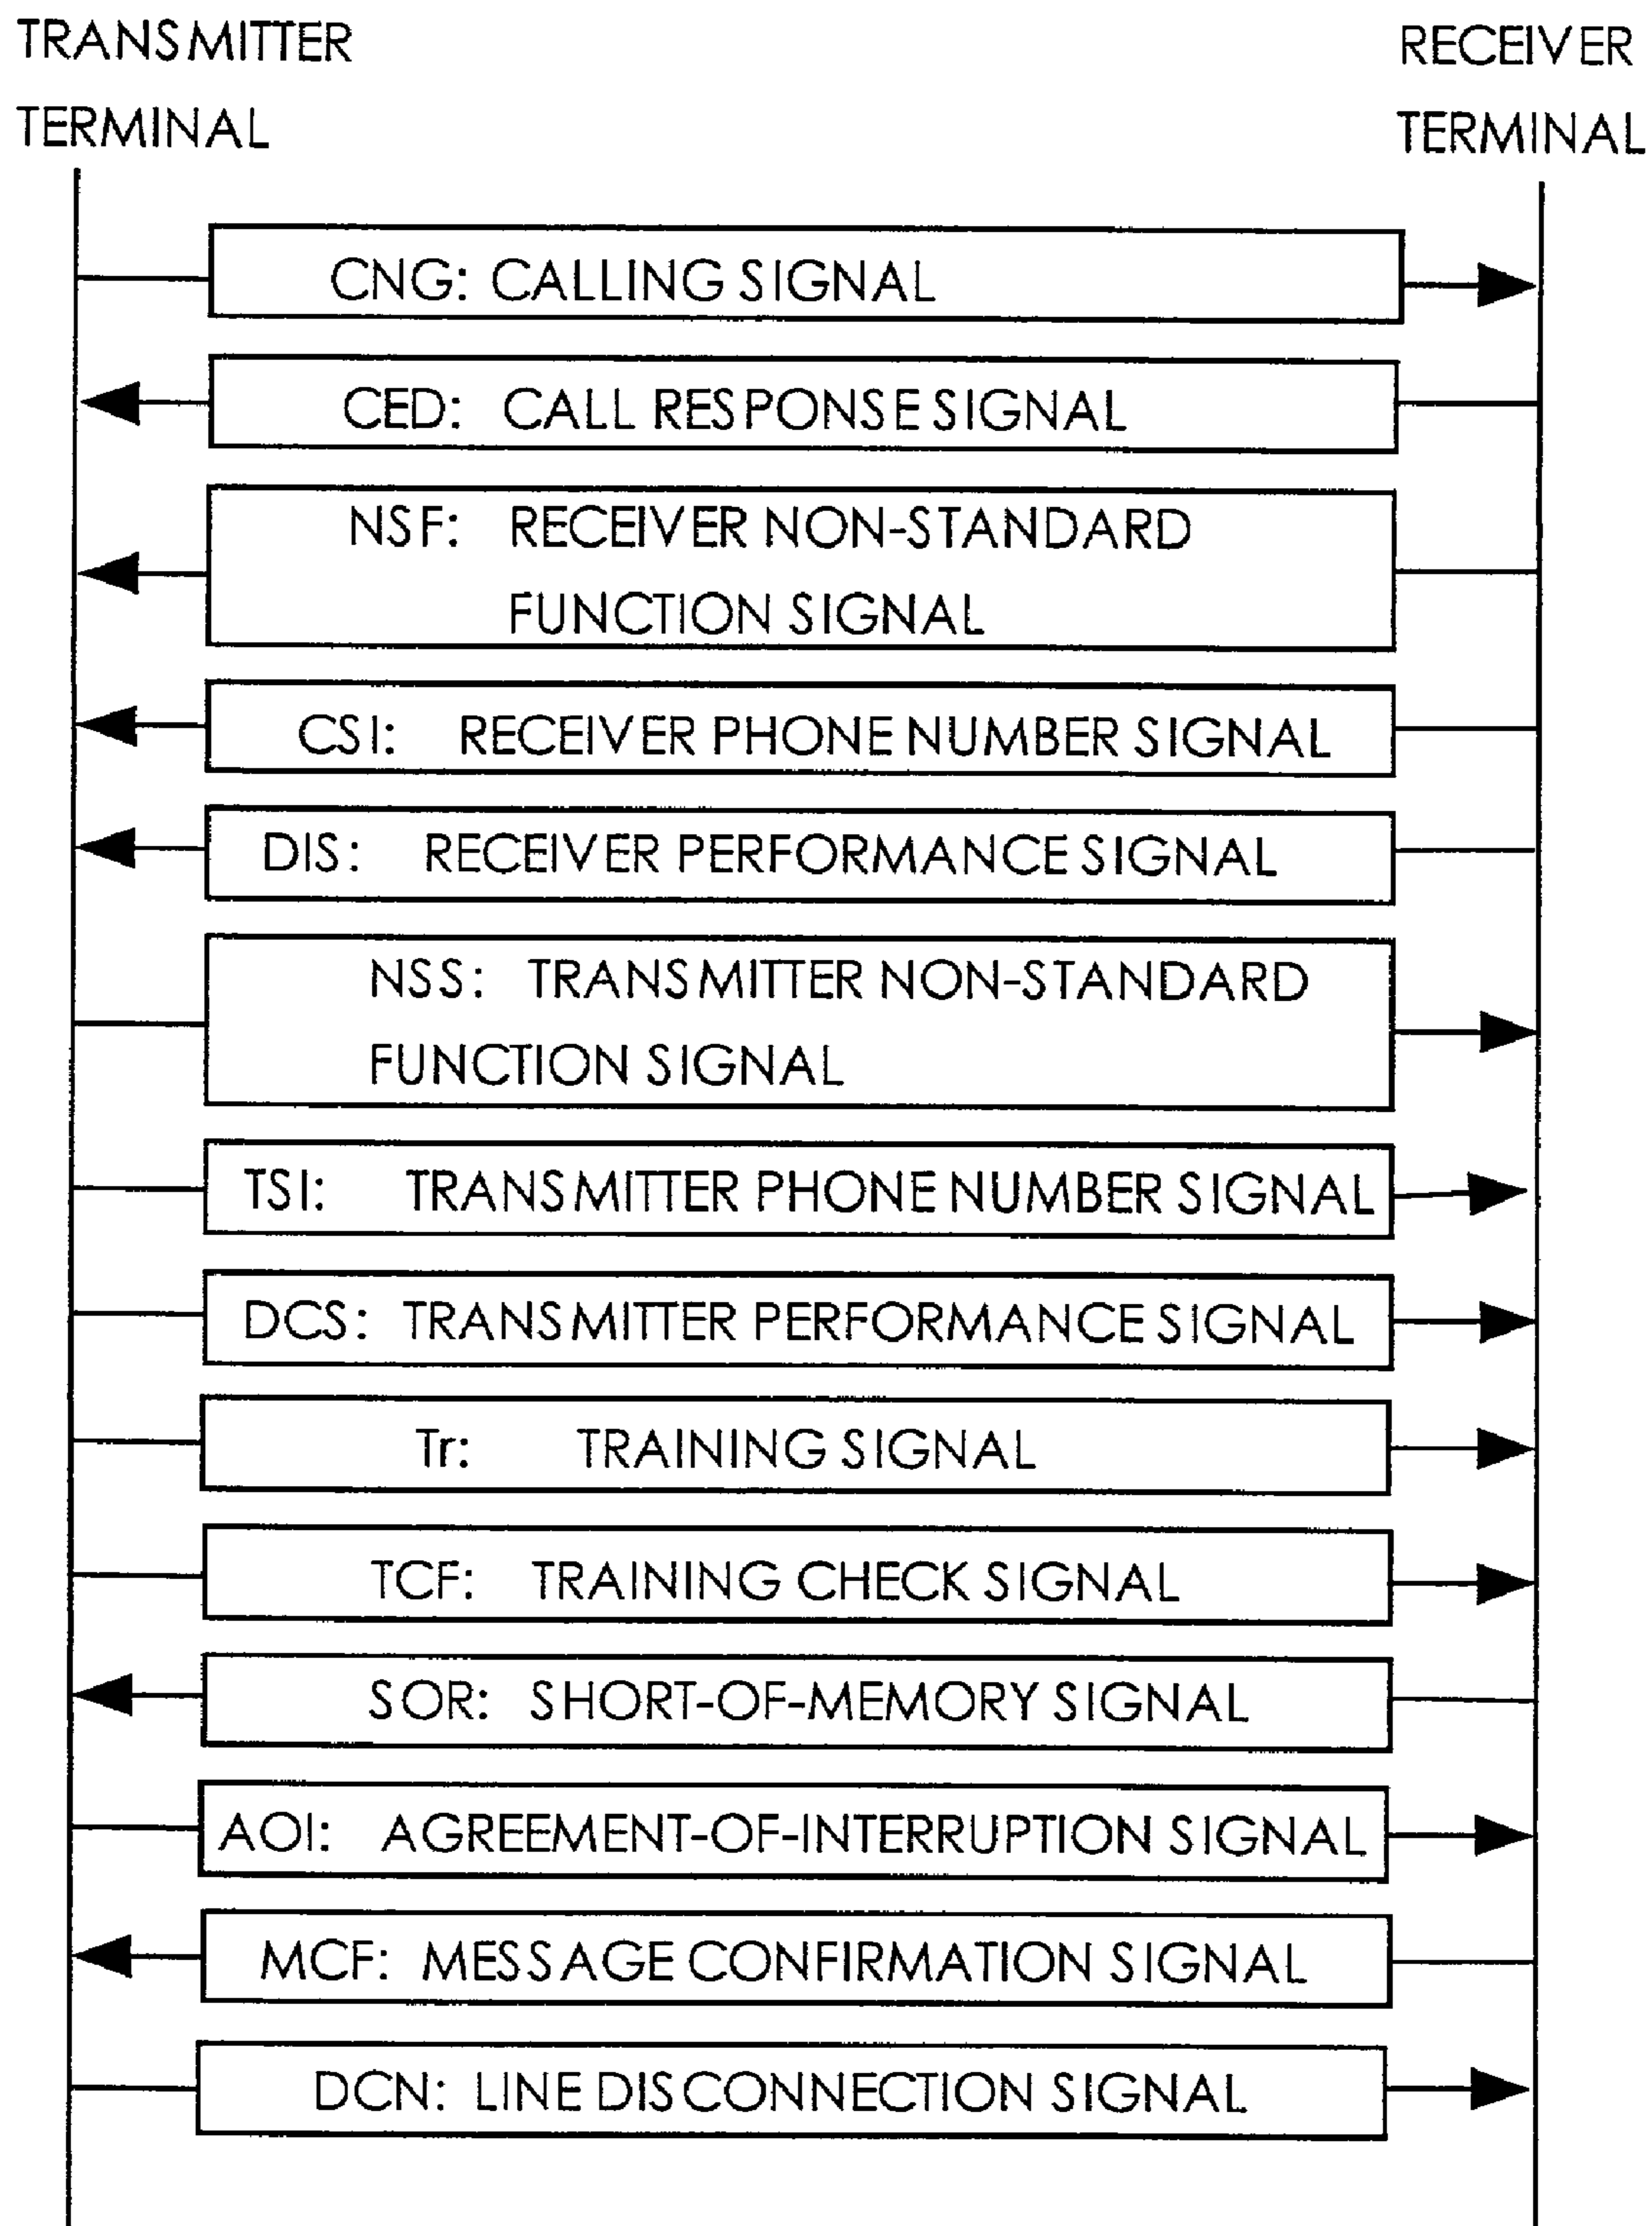 TRANSMITTER
TERMINAL
RECEIVER
TERMINAL
CNG: CALLING SIGNAL
CED: CALL RESPONSE SIGNAL
NSF: RECEIVER NON-STANDARD
FUNCTION SIGNAL
CSI: RECEIVER PHONE NUMBER SIGNAL
DIS: RECEIVER PERFORMANCE SIGNAL
NSS: TRANSMITTER NON-STANDARD
FUNCTION SIGNAL
TSI: TRANSMITTER PHONE NUMBER SIGNAL
DCS: TRANSMITTER PERFORMANCE SIGNAL
Tr: TRAINING SIGNAL
TCF: TRAINING CHECK SIGNAL
SOR: SHORT-OF-MEMORY SIGNAL
AOI: AGREEMENT-OF-INTERRUPTION SIGNAL
MCF: MESSAGE CONFIRMATION SIGNAL
DCN: LINE DISCONNECTION SIGNAL